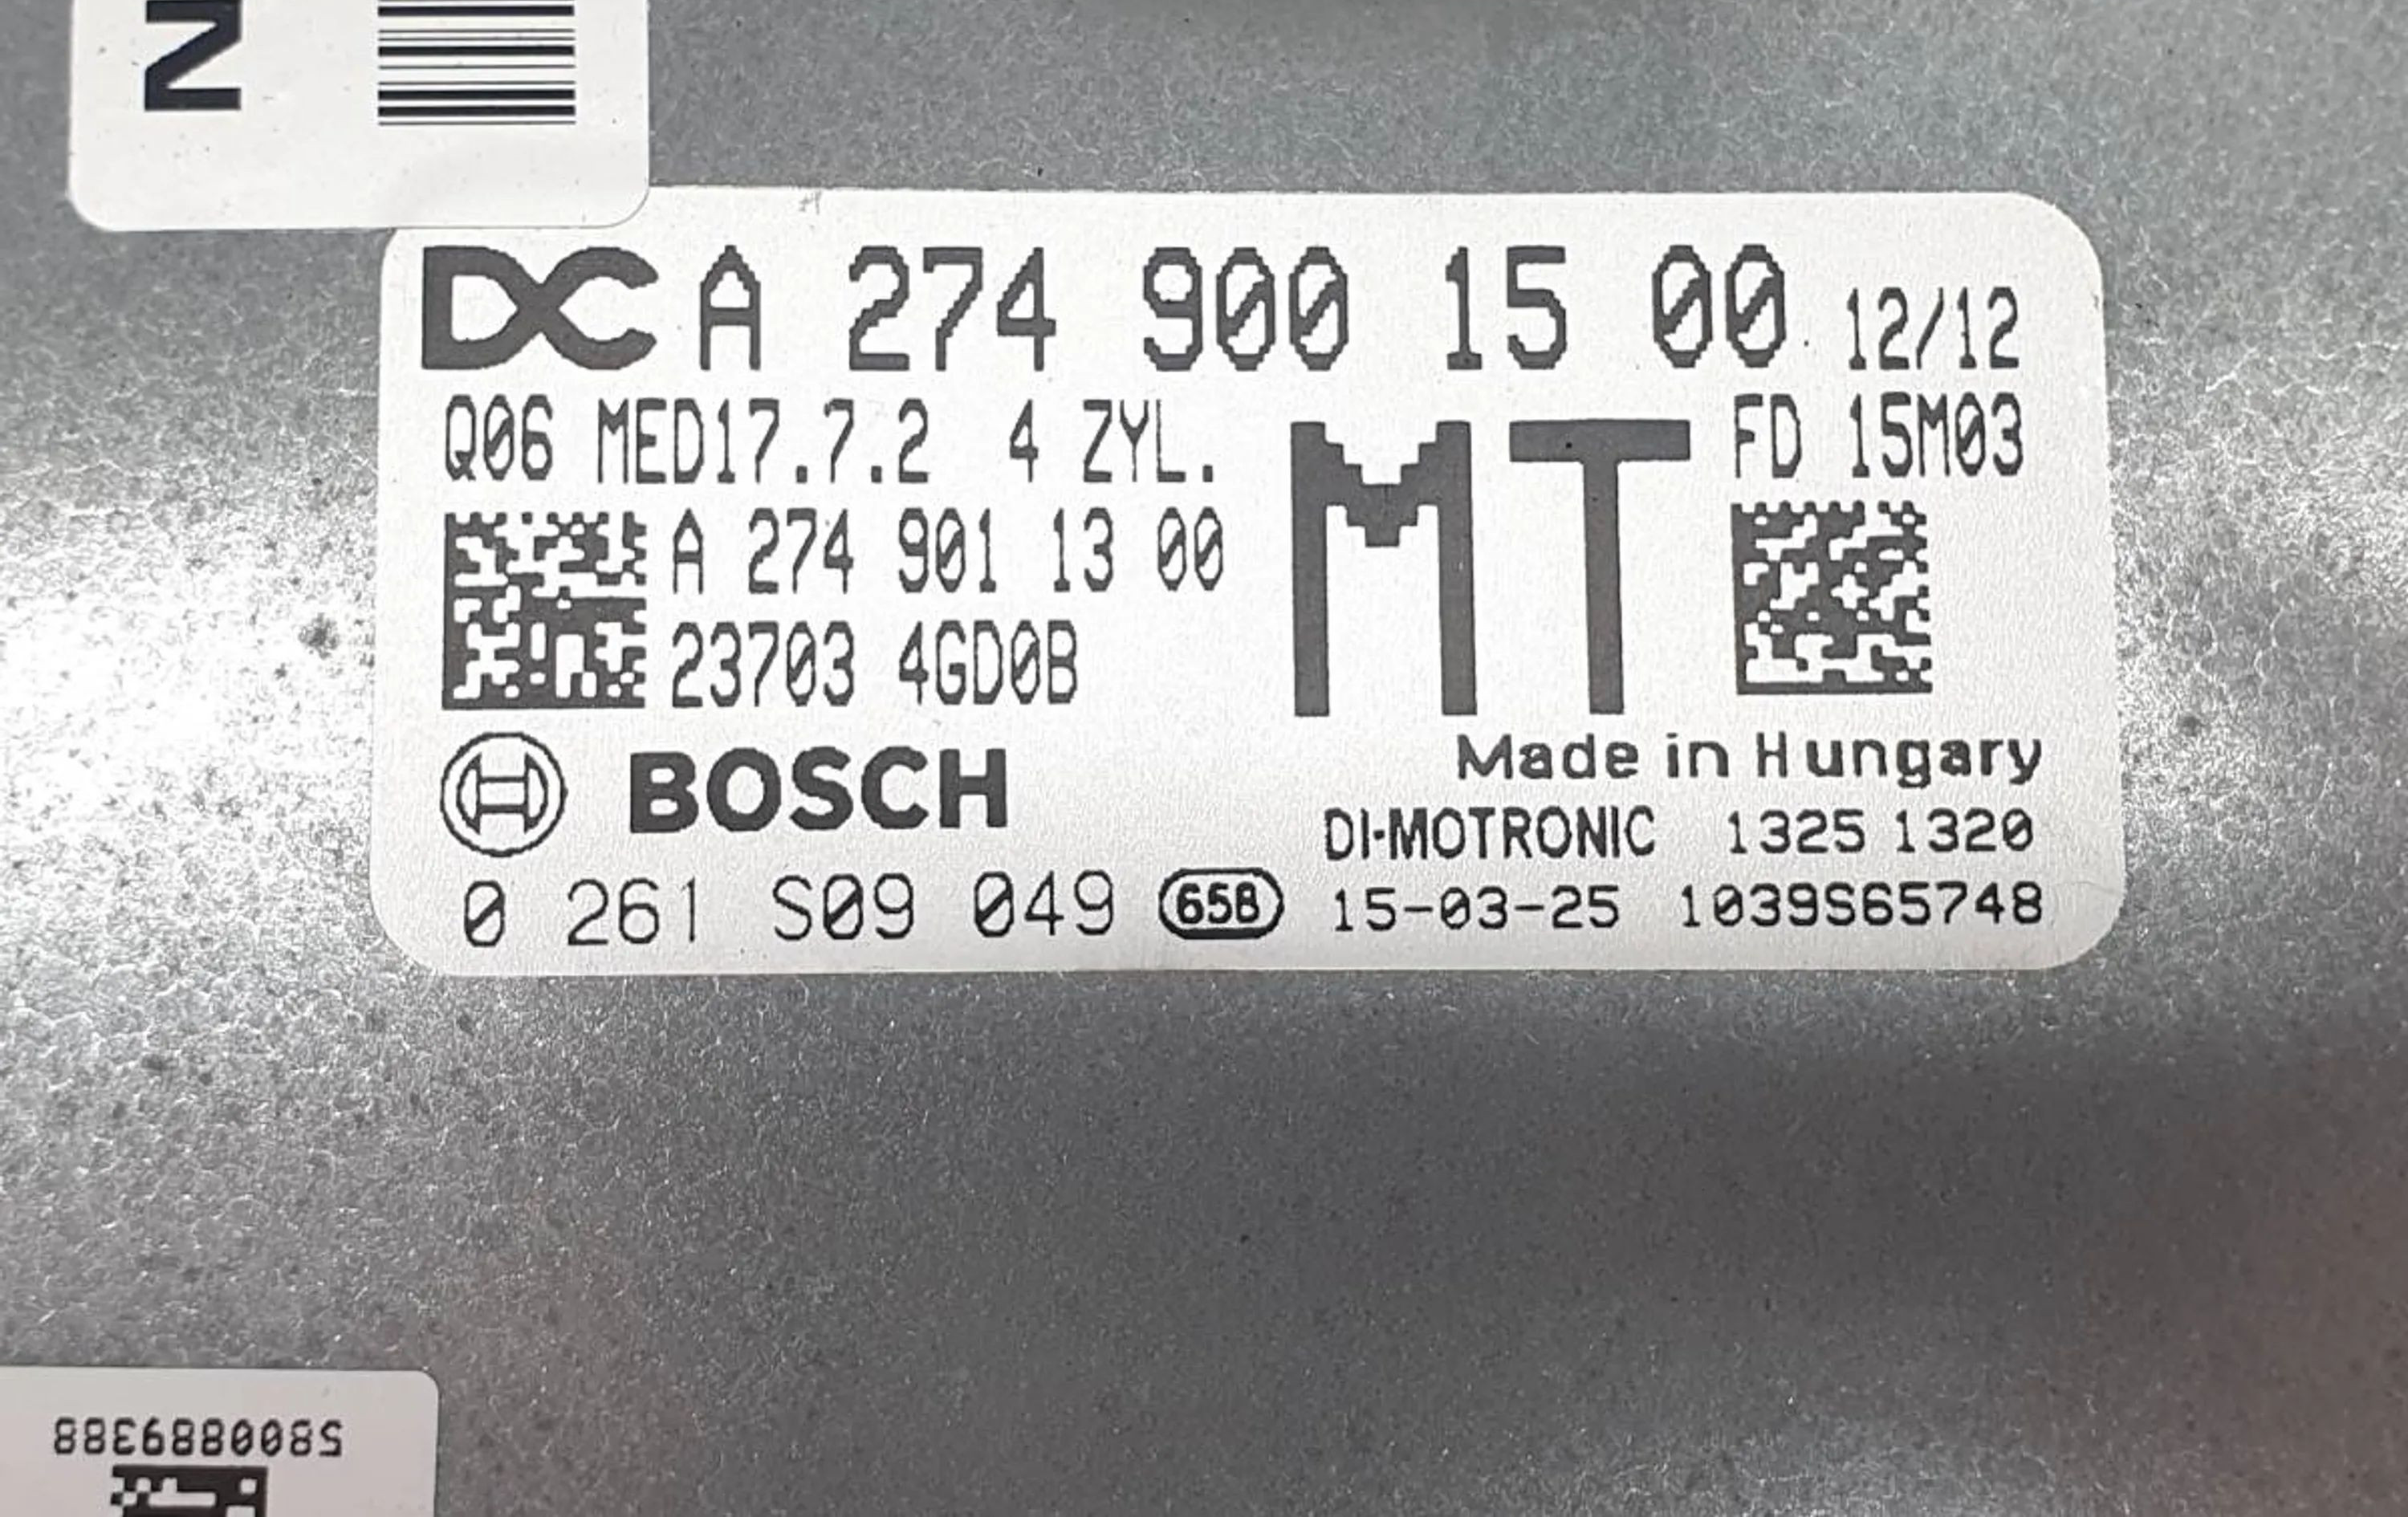 N
DC A 274 900 15 00 12/12
Q06 MED17.7.2 4 ZYL. MT FD 15M03
A 274 901 13 00
23703 4GD0B
Made in Hungary
BOSCH
DI-MOTRONIC 1325 1320
0 261 S09 049 65B 15-03-25 1039S65748
5800889388